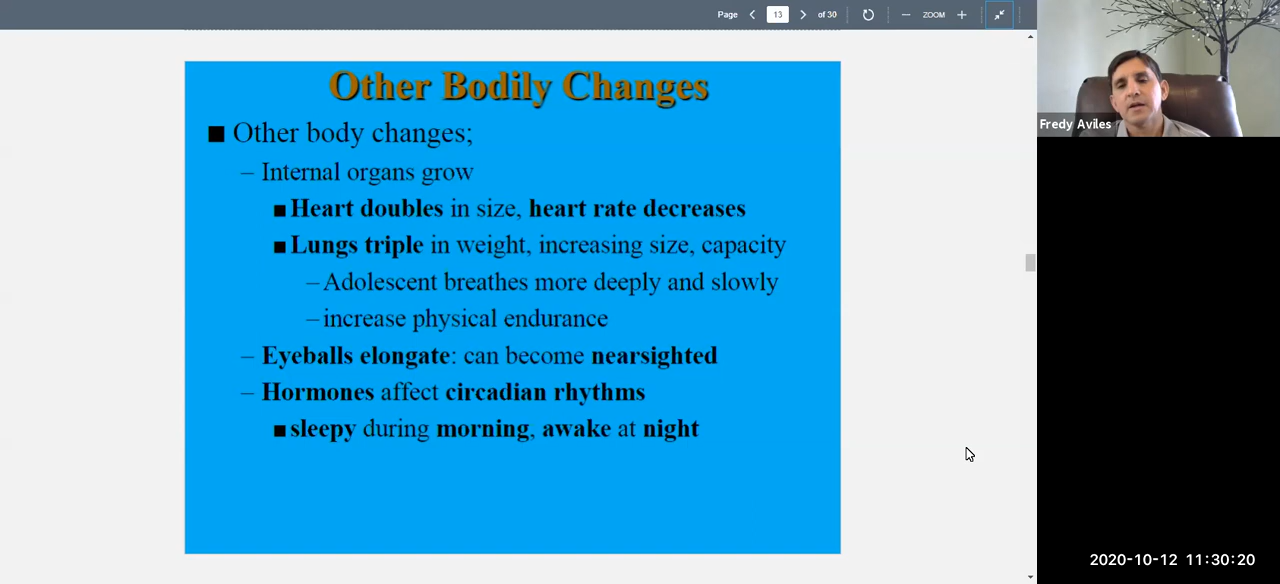 Page 13 of 30 ZOOM
Other Bodily Changes
■ Other body changes;
– Internal organs grow
■ Heart doubles in size, heart rate decreases
■ Lungs triple in weight, increasing size, capacity
– Adolescent breathes more deeply and slowly
– increase physical endurance
– Eyeballs elongate: can become nearsighted
– Hormones affect circadian rhythms
■ sleepy during morning, awake at night
Fredy Aviles
2020-10-12 11:30:20